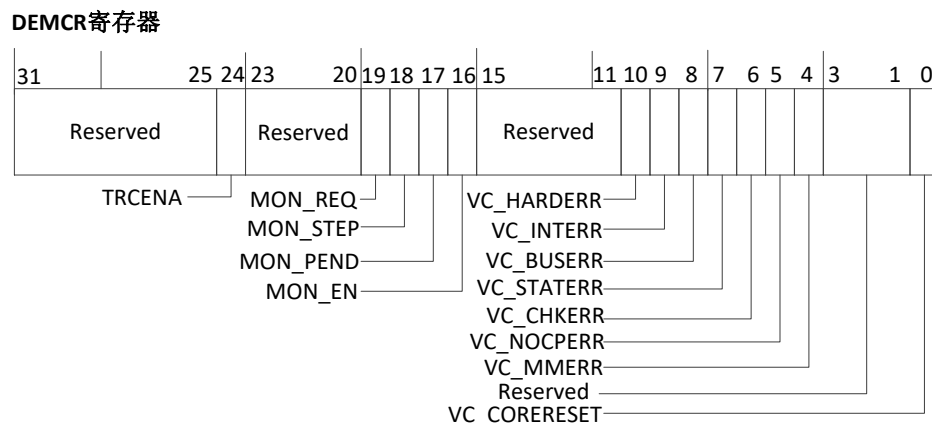 DEMCR寄存器
31 25 24 23 20 19 18 17 16 15 11 10 9 8 7 6 5 4 3 1 0
Reserved Reserved Reserved
TRCENA MON_REQ VC_HARDERR
MON_STEP VC_INTERR
MON_PEND VC_BUSERR
MON_EN VC_STATERR
VC_CHKERR
VC_NOCPERR
VC_MMERR
Reserved
VC_CORERESET